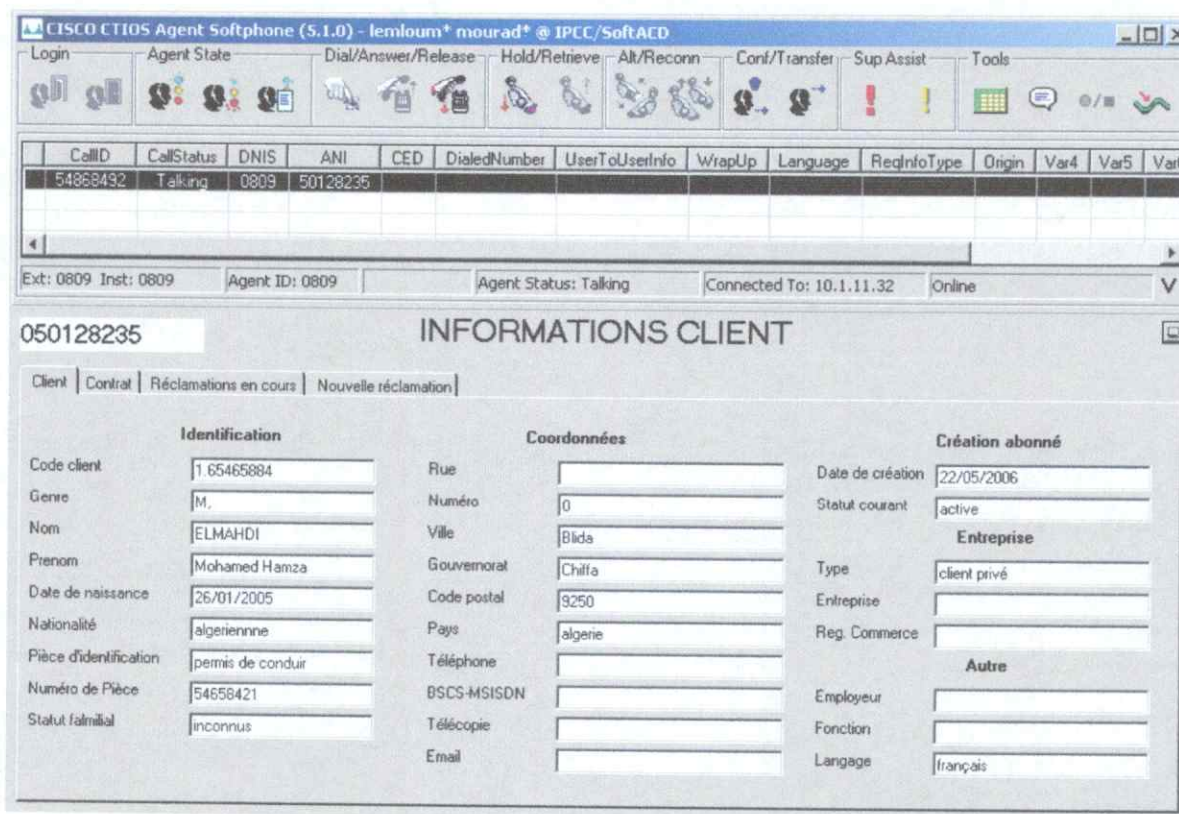 CISCO CTIOS Agent Softphone (5.1.0) - lemloum* mourad* @ IPCC/SoftACD
Login Agent State Dial/Answer/Release Hold/Retrieve Alt/Reconn Conf/Transfer Sup Assist Tools
CallID CallStatus DNIS ANI CED DialedNumber UserToUserInfo WrapUp Language ReqInfoType Origin Var4 Var5 Var
54868492 Talking 0809 50128235
Ext: 0809 Inst: 0809 Agent ID: 0809 Agent Status: Talking Connected To: 10.1.11.32 Online V
050128235 INFORMATIONS CLIENT
Client Contrat Réclamations en cours Nouvelle réclamation
Identification Coordonnées Création abonné
Code client 1.65465884 Rue Date de création 22/05/2006
Genre M, Numéro 0 Statut courant active
Nom ELMAHDI Ville Blida Entreprise
Prenom Mohamed Hamza Gouvernorat Chiffa Type client privé
Date de naissance 26/01/2005 Code postal 9250 Entreprise
Nationalité algeriennne Pays algerie Reg. Commerce
Pièce d'identification permis de conduir Téléphone Autre
Numéro de Pièce 54658421 BSCS-MSISDN Employeur
Statut falmilial inconnus Télécopie Fonction
Email Langage français